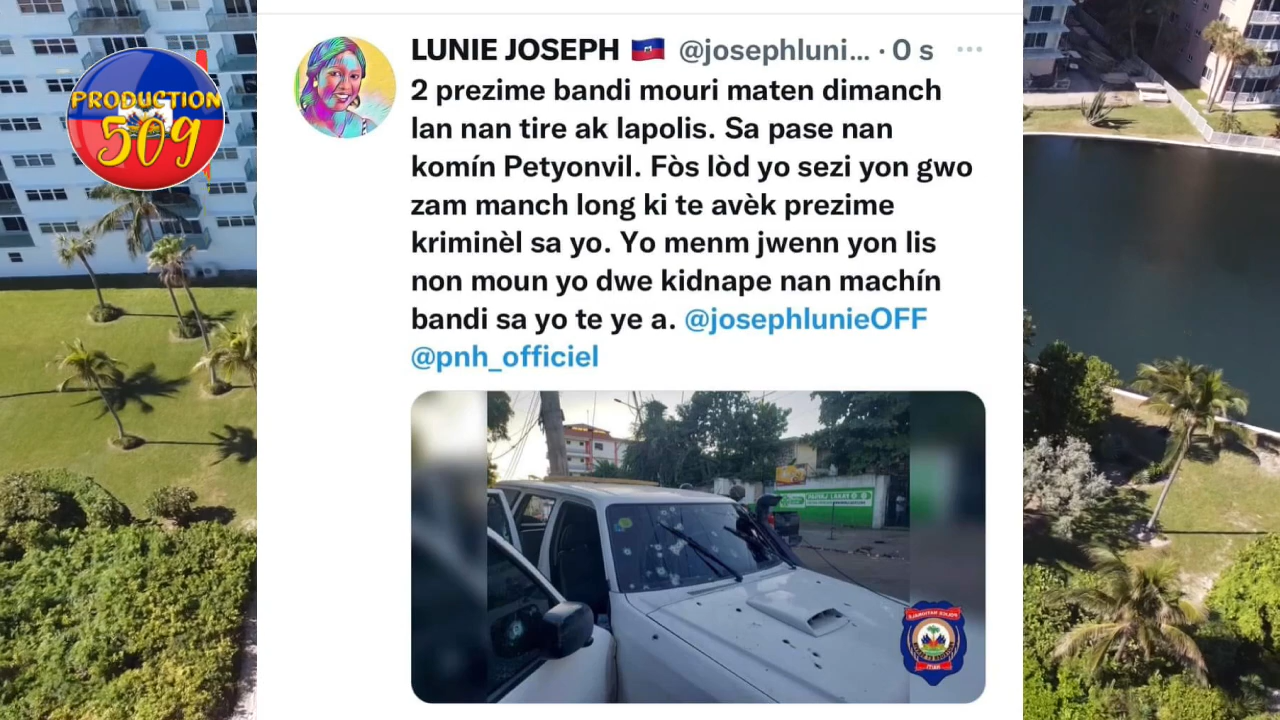 PRODUCTION
509
LUNIE JOSEPH 🇭🇹 @josephluni... · 0 s
2 prezime bandi mouri maten dimanch
lan nan tire ak lapolis. Sa pase nan
komín Petyonvil. Fòs lòd yo sezi yon gwo
zam manch long ki te avèk prezime
kriminèl sa yo. Yo menm jwenn yon lis
non moun yo dwe kidnape nan machín
bandi sa yo te ye a. @josephlunieOFF
@pnh_officiel